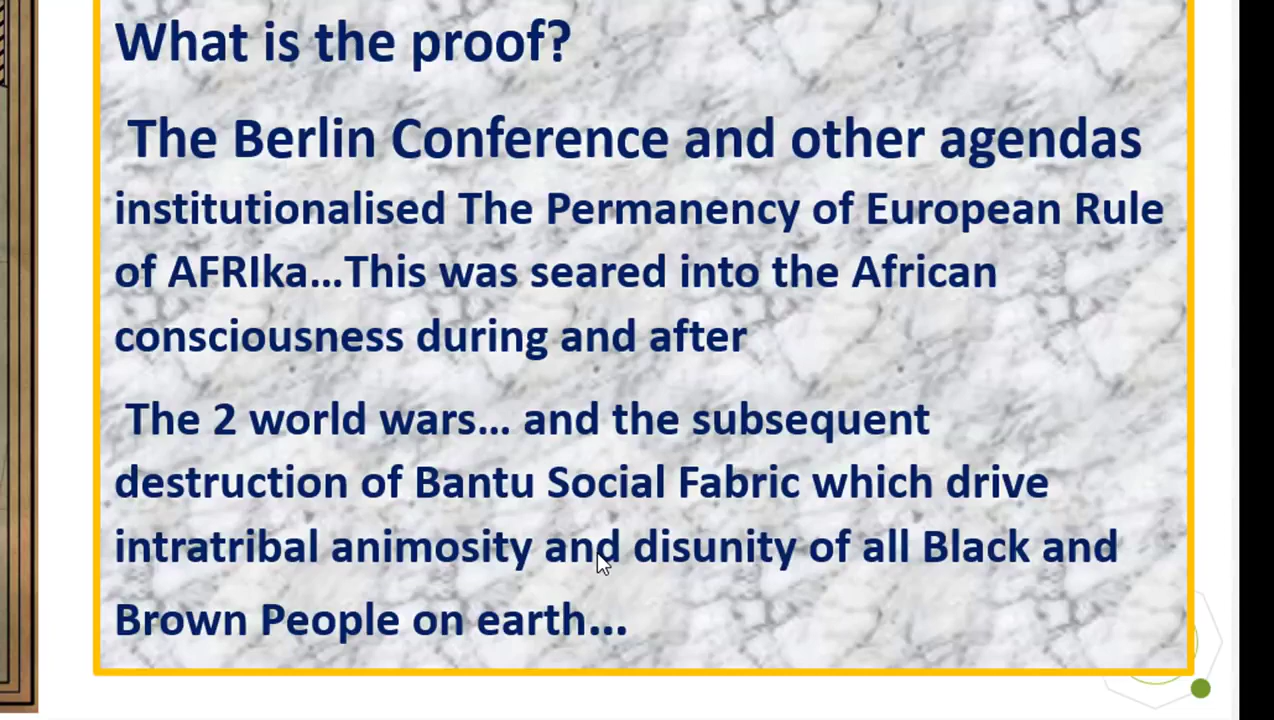 What is the proof?
The Berlin Conference and other agendas
institutionalised The Permanency of European Rule
of AFRIka...This was seared into the African
consciousness during and after
The 2 world wars... and the subsequent
destruction of Bantu Social Fabric which drive
intratribal animosity and disunity of all Black and
Brown People on earth...